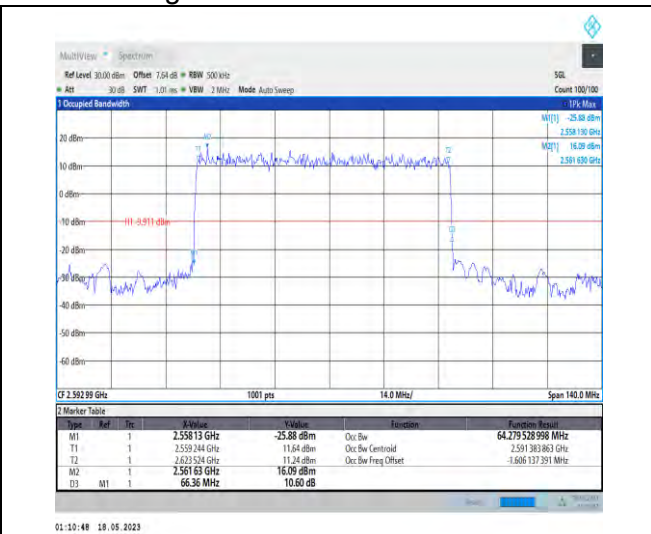 MultiView Spectrum
Ref Level 30.00 dBm Offset 7.64 dB RBW 500 kHz SGL
Att 30 dB SWT 1.01 ms VBW 2 MHz Mode Auto Sweep Count 100/100
1 Occupied Bandwidth 1Pk Max
M1[1] -25.88 dBm
2.558 130 GHz
M2[1] 16.09 dBm
2.561 630 GHz
20 dBm
10 dBm
0 dBm
-10 dBm
H1 -9.911 dBm
-20 dBm
-30 dBm
-40 dBm
-50 dBm
-60 dBm
CF 2.592 99 GHz 1001 pts 14.0 MHz/ Span 140.0 MHz
2 Marker Table
Type Ref Trc X-Value Y-Value Function Function Result
M1 1 2.558 13 GHz -25.88 dBm Occ Bw 64.279 528 998 MHz
T1 1 2.559 244 GHz 11.64 dBm Occ Bw Centroid 2.591 383 863 GHz
T2 1 2.623 524 GHz 11.24 dBm Occ Bw Freq Offset -1.606 137 391 MHz
M2 1 2.561 63 GHz 16.09 dBm
D3 M1 1 66.36 MHz 10.60 dB
01:10:48 18.05.2023